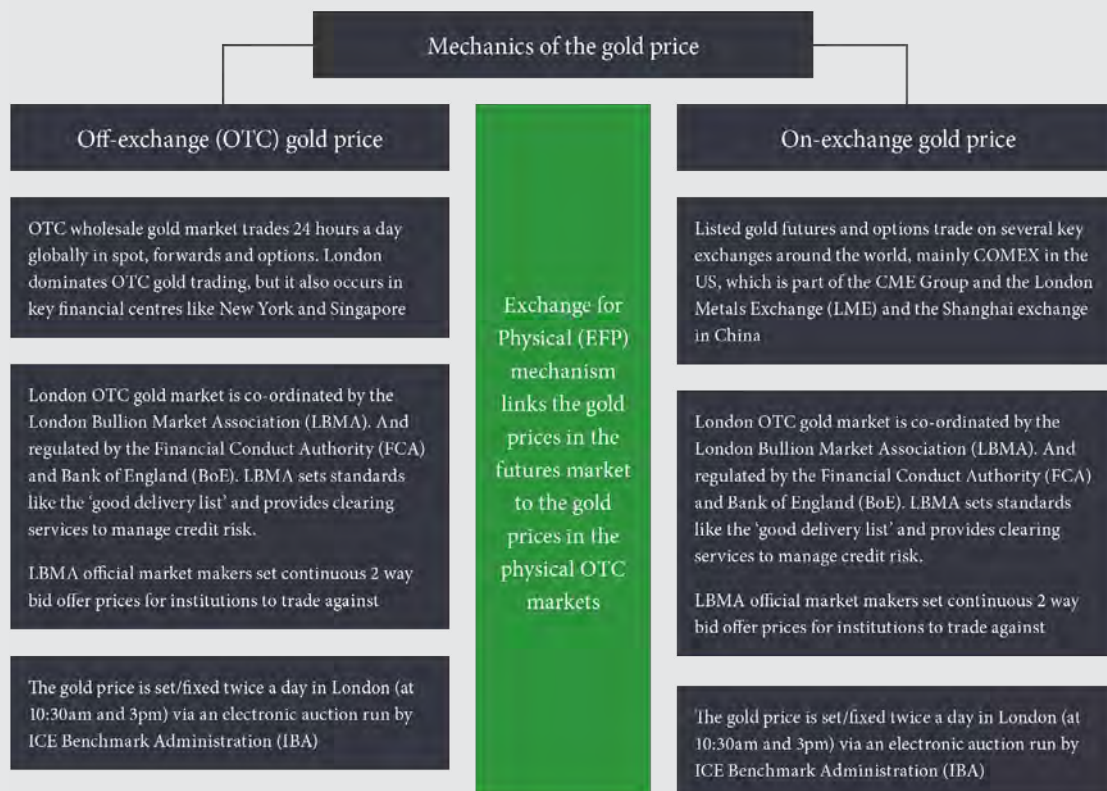 Mechanics of the gold price
Off-exchange (OTC) gold price
OTC wholesale gold market trades 24 hours a day
globally in spot, forwards and options. London
dominates OTC gold trading, but it also occurs in
key financial centres like New York and Singapore
London OTC gold market is co-ordinated by the
London Bullion Market Association (LBMA). And
regulated by the Financial Conduct Authority (FCA)
and Bank of England (BoE). LBMA sets standards
like the ‘good delivery list’ and provides clearing
services to manage credit risk.
LBMA official market makers set continuous 2 way
bid offer prices for institutions to trade against
The gold price is set/fixed twice a day in London (at
10:30am and 3pm) via an electronic auction run by
ICE Benchmark Administration (IBA)
Exchange for
Physical (EFP)
mechanism
links the gold
prices in the
futures market
to the gold
prices in the
physical OTC
markets
On-exchange gold price
Listed gold futures and options trade on several key
exchanges around the world, mainly COMEX in the
US, which is part of the CME Group and the London
Metals Exchange (LME) and the Shanghai exchange
in China
London OTC gold market is co-ordinated by the
London Bullion Market Association (LBMA). And
regulated by the Financial Conduct Authority (FCA)
and Bank of England (BoE). LBMA sets standards
like the ‘good delivery list’ and provides clearing
services to manage credit risk.
LBMA official market makers set continuous 2 way
bid offer prices for institutions to trade against
The gold price is set/fixed twice a day in London (at
10:30am and 3pm) via an electronic auction run by
ICE Benchmark Administration (IBA)